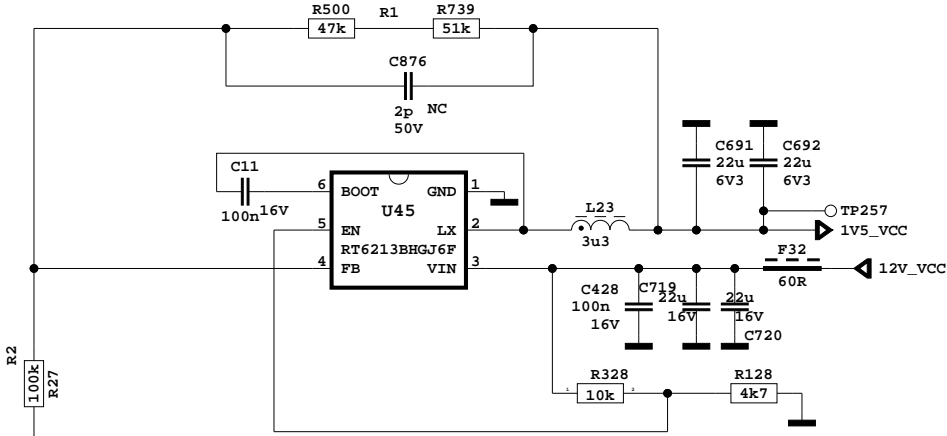 R500 R1 R739
47k 51k
C876
2p NC
50V
C691 C692
22u 22u
6V3 6V3
C11
100n 16V
6 BOOT GND 1
U45
5 EN LX 2
RT6213BHGJ6F
4 FB VIN 3
L23
3u3
TP257
1V5_VCC
F32
60R
12V_VCC
C428 C719
100n 22u 22u
16V 16V 16V
C720
R2
100k
R27
R328 R128
1 10k 2 4k7